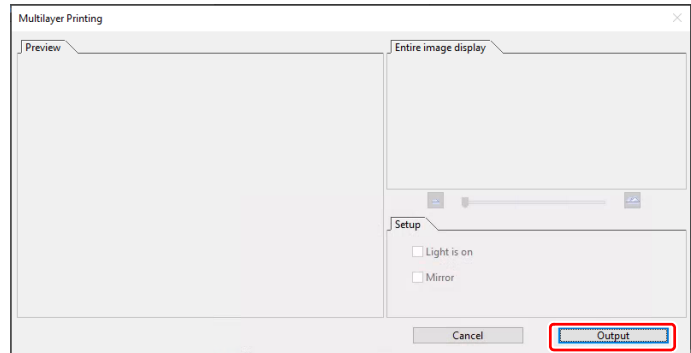 Multilayer Printing
Preview
Entire image display
Setup
Light is on
Mirror
Cancel
Output